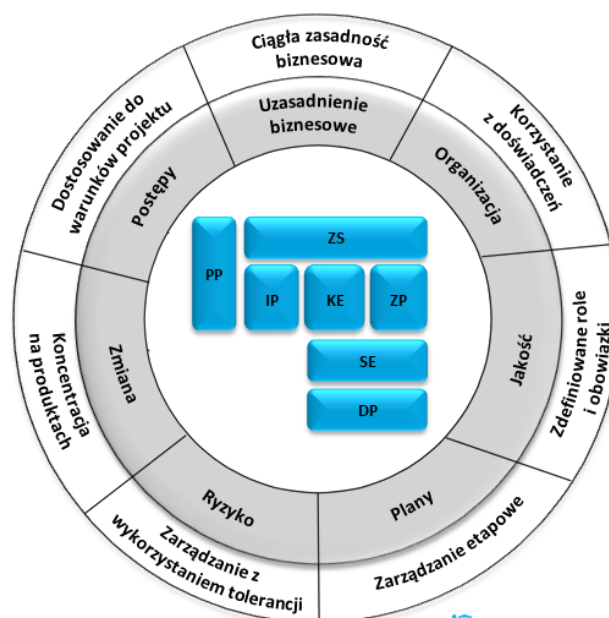 Ciągła zasadność
biznesowa
Korzystanie
z doświadczeń
Zdefiniowane role
i obowiązki
Zarządzanie etapowe
Zarządzanie z
wykorzystaniem tolerancji
Koncentracja
na produktach
Dostosowanie do
warunków projektu
Uzasadnienie
biznesowe
Organizacja
Jakość
Plany
Ryzyko
Zmiana
Postępy
PP
ZS
IP
KE
ZP
SE
DP